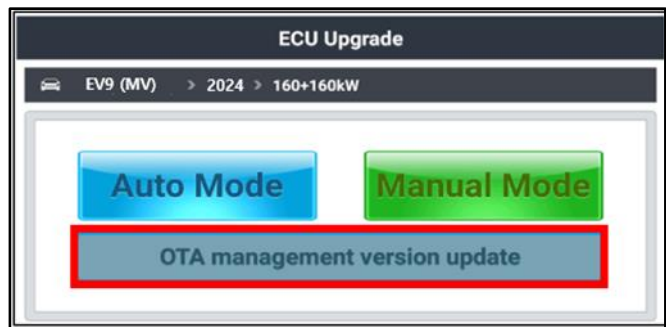 ECU Upgrade
EV9 (MV) > 2024 > 160+160kW
Auto Mode
Manual Mode
OTA management version update